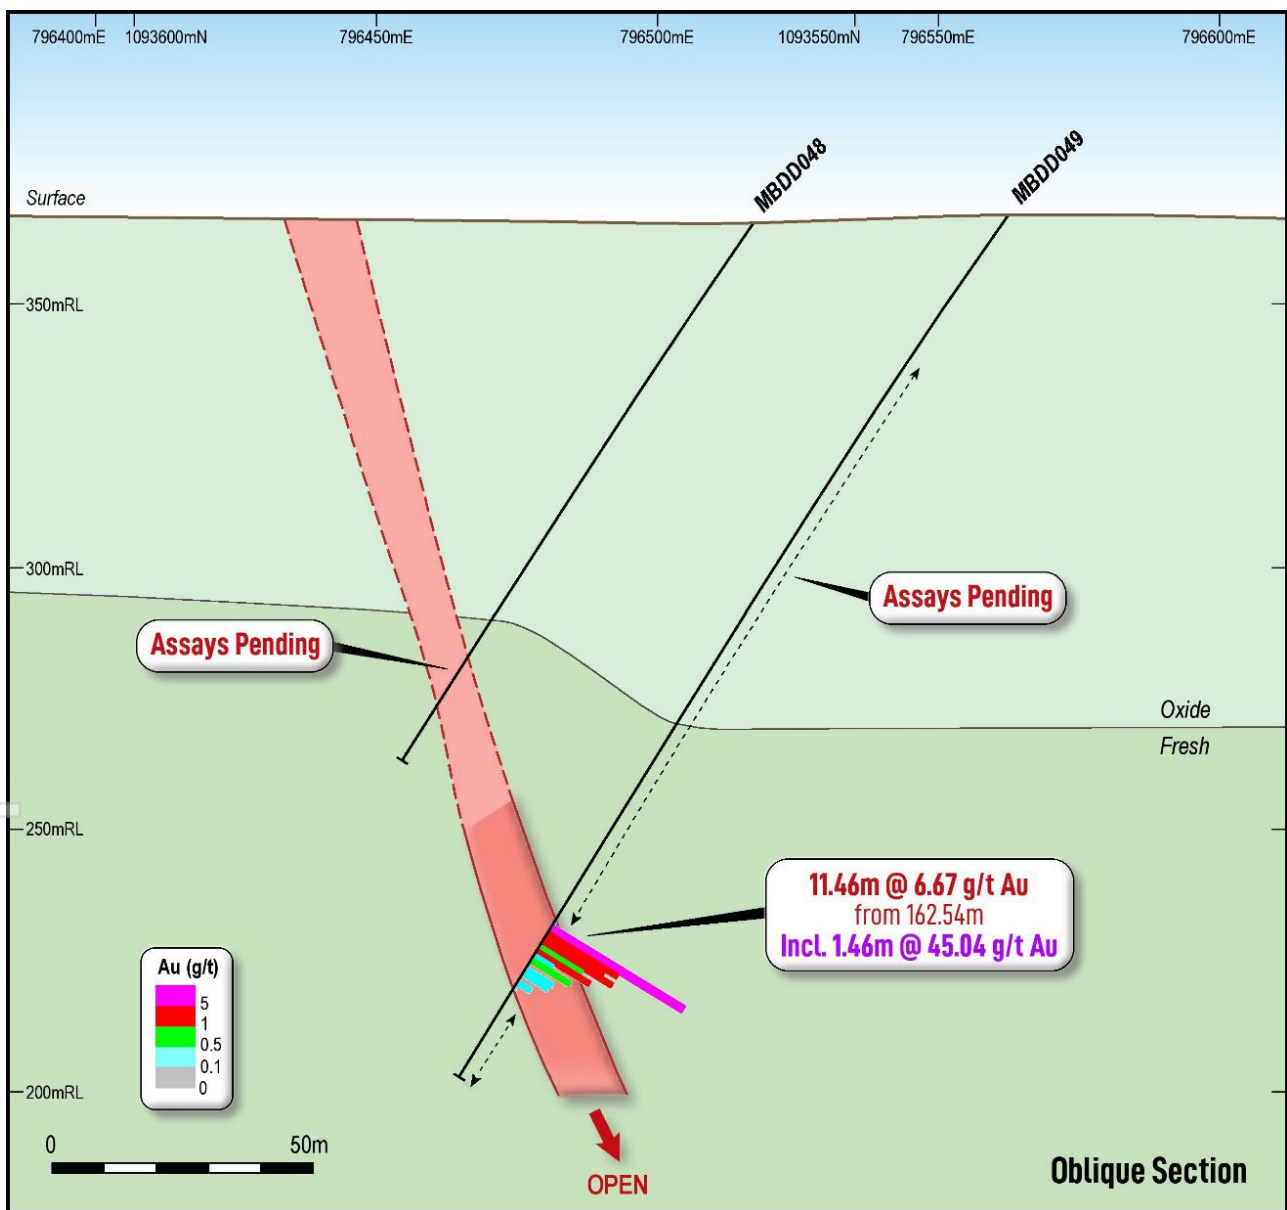 796400mE 1093600mN 796450mE 796500mE 1093550mN 796550mE 796600mE
MBDD048
MBDD049
Surface
350mRL
300mRL
Assays Pending
Assays Pending
Oxide
Fresh
250mRL
11.46m @ 6.67 g/t Au
from 162.54m
Incl. 1.46m @ 45.04 g/t Au
Au (g/t)
5
1
0.5
0.1
0
200mRL
0 50m
OPEN
Oblique Section